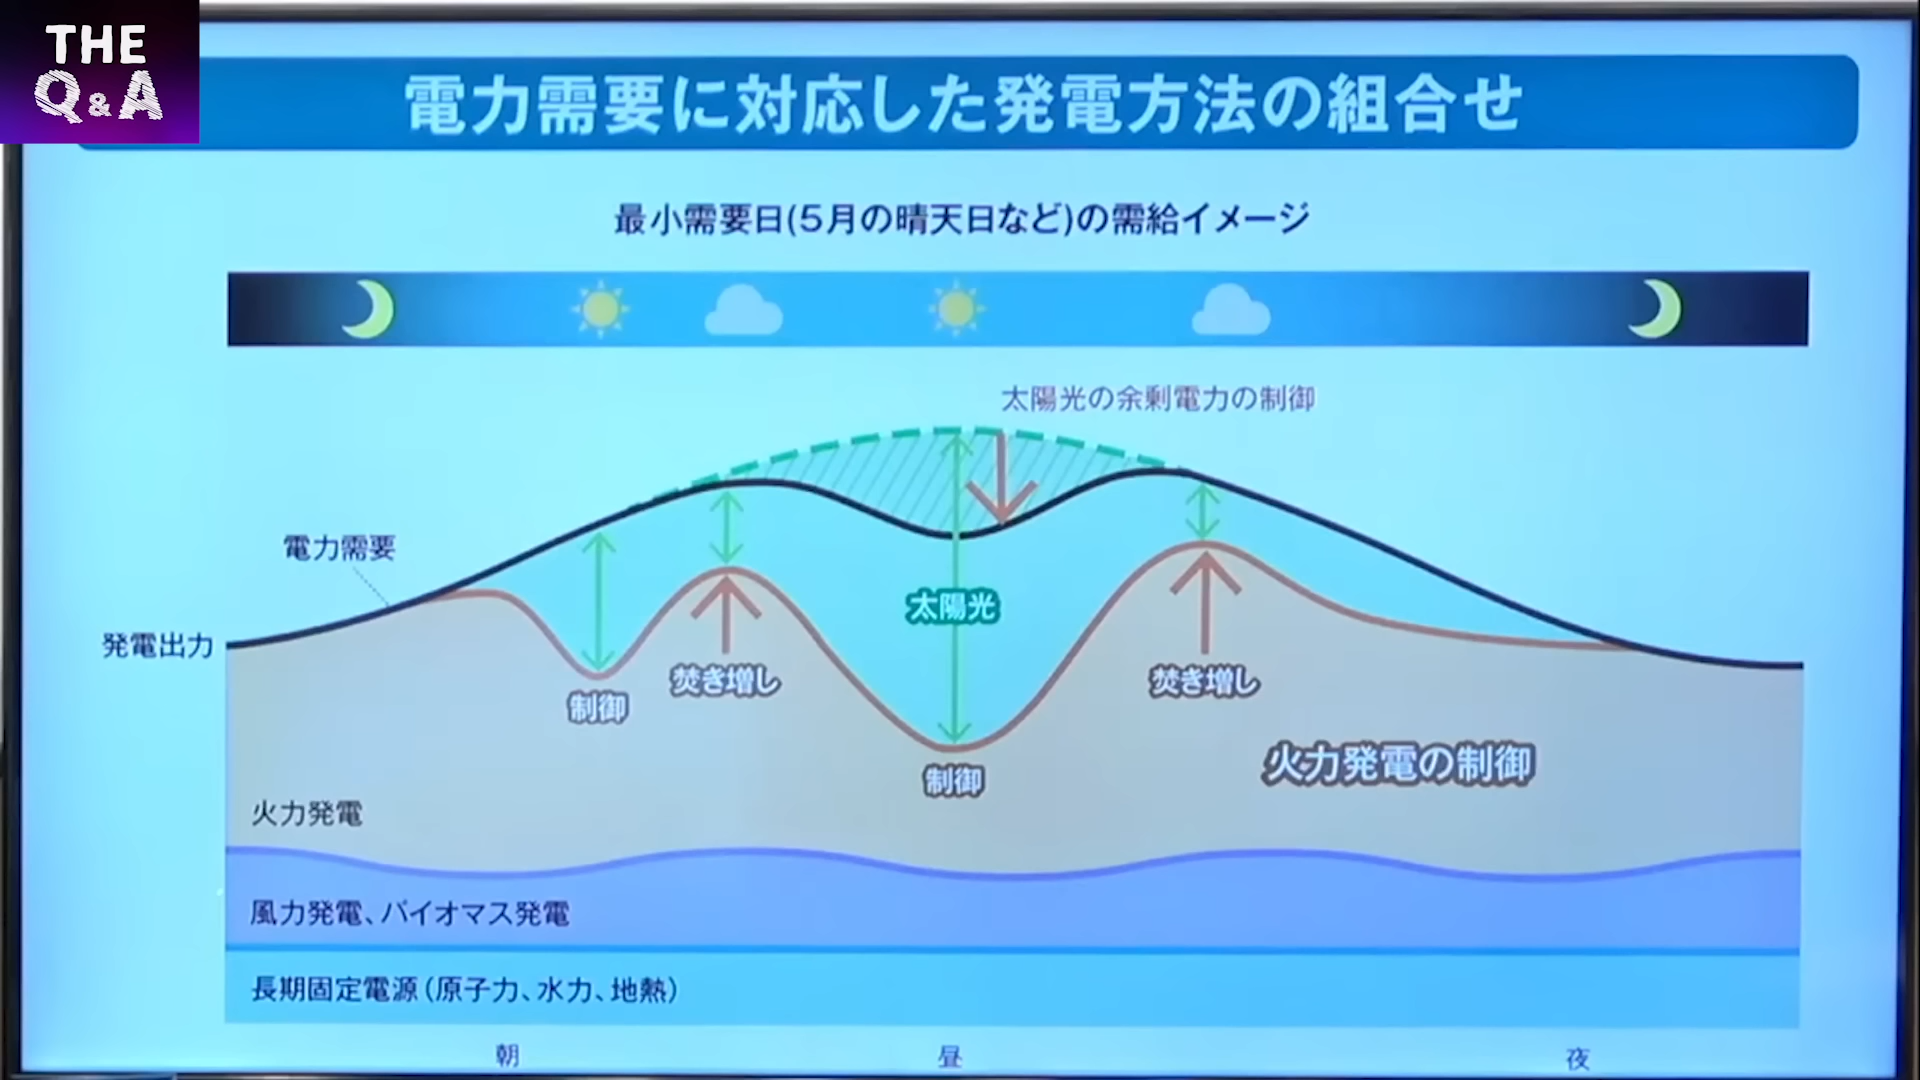 THE
Q&A
電力需要に対応した発電方法の組合せ
最小需要日(5月の晴天日など)の需給イメージ
太陽光の余剰電力の制御
電力需要
発電出力
太陽光
制御
焚き増し
焚き増し
制御
火力発電の制御
火力発電
風力発電、バイオマス発電
長期固定電源(原子力、水力、地熱)
朝
昼
夜